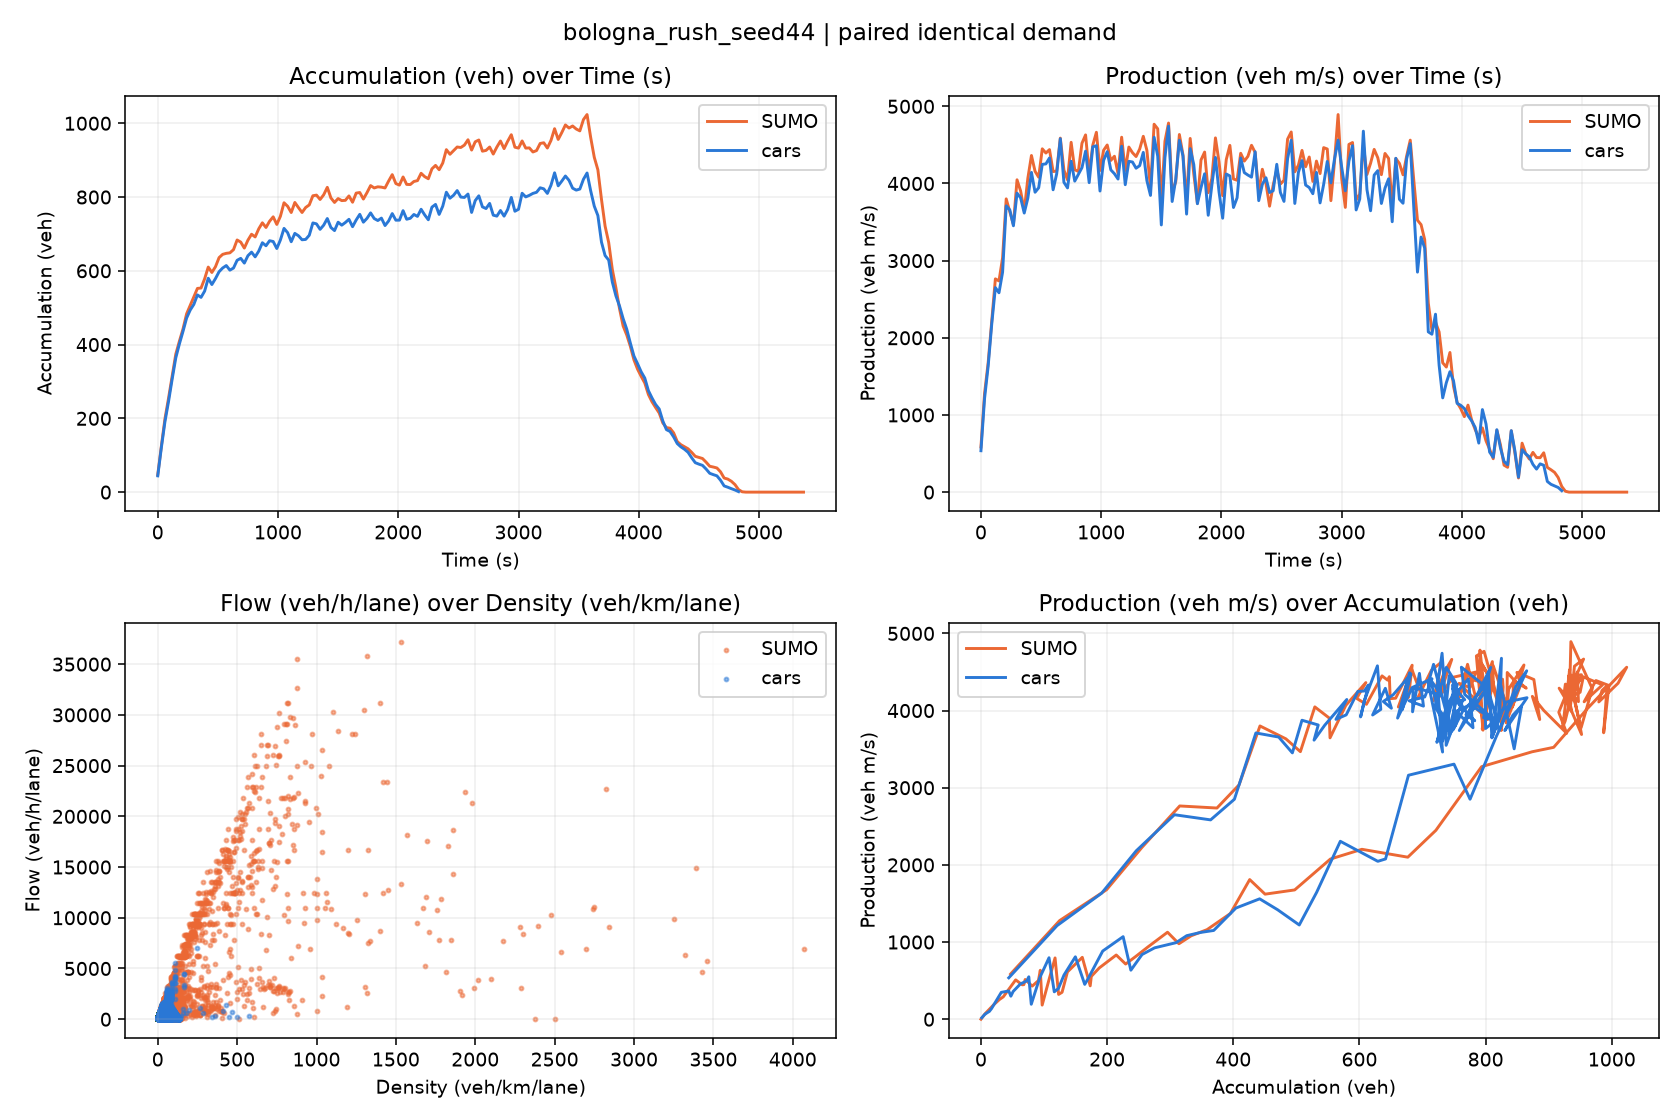 bologna_rush_seed44 | paired identical demand
Accumulation (veh) over Time (s)
Accumulation (veh)
1000
800
600
400
200
0
SUMO
cars
0 1000 2000 3000 4000 5000
Time (s)
Production (veh m/s) over Time (s)
Production (veh m/s)
5000
4000
3000
2000
1000
0
SUMO
cars
0 1000 2000 3000 4000 5000
Time (s)
Flow (veh/h/lane) over Density (veh/km/lane)
Flow (veh/h/lane)
35000
30000
25000
20000
15000
10000
5000
0
SUMO
cars
0 500 1000 1500 2000 2500 3000 3500 4000
Density (veh/km/lane)
Production (veh m/s) over Accumulation (veh)
Production (veh m/s)
5000
4000
3000
2000
1000
0
SUMO
cars
0 200 400 600 800 1000
Accumulation (veh)